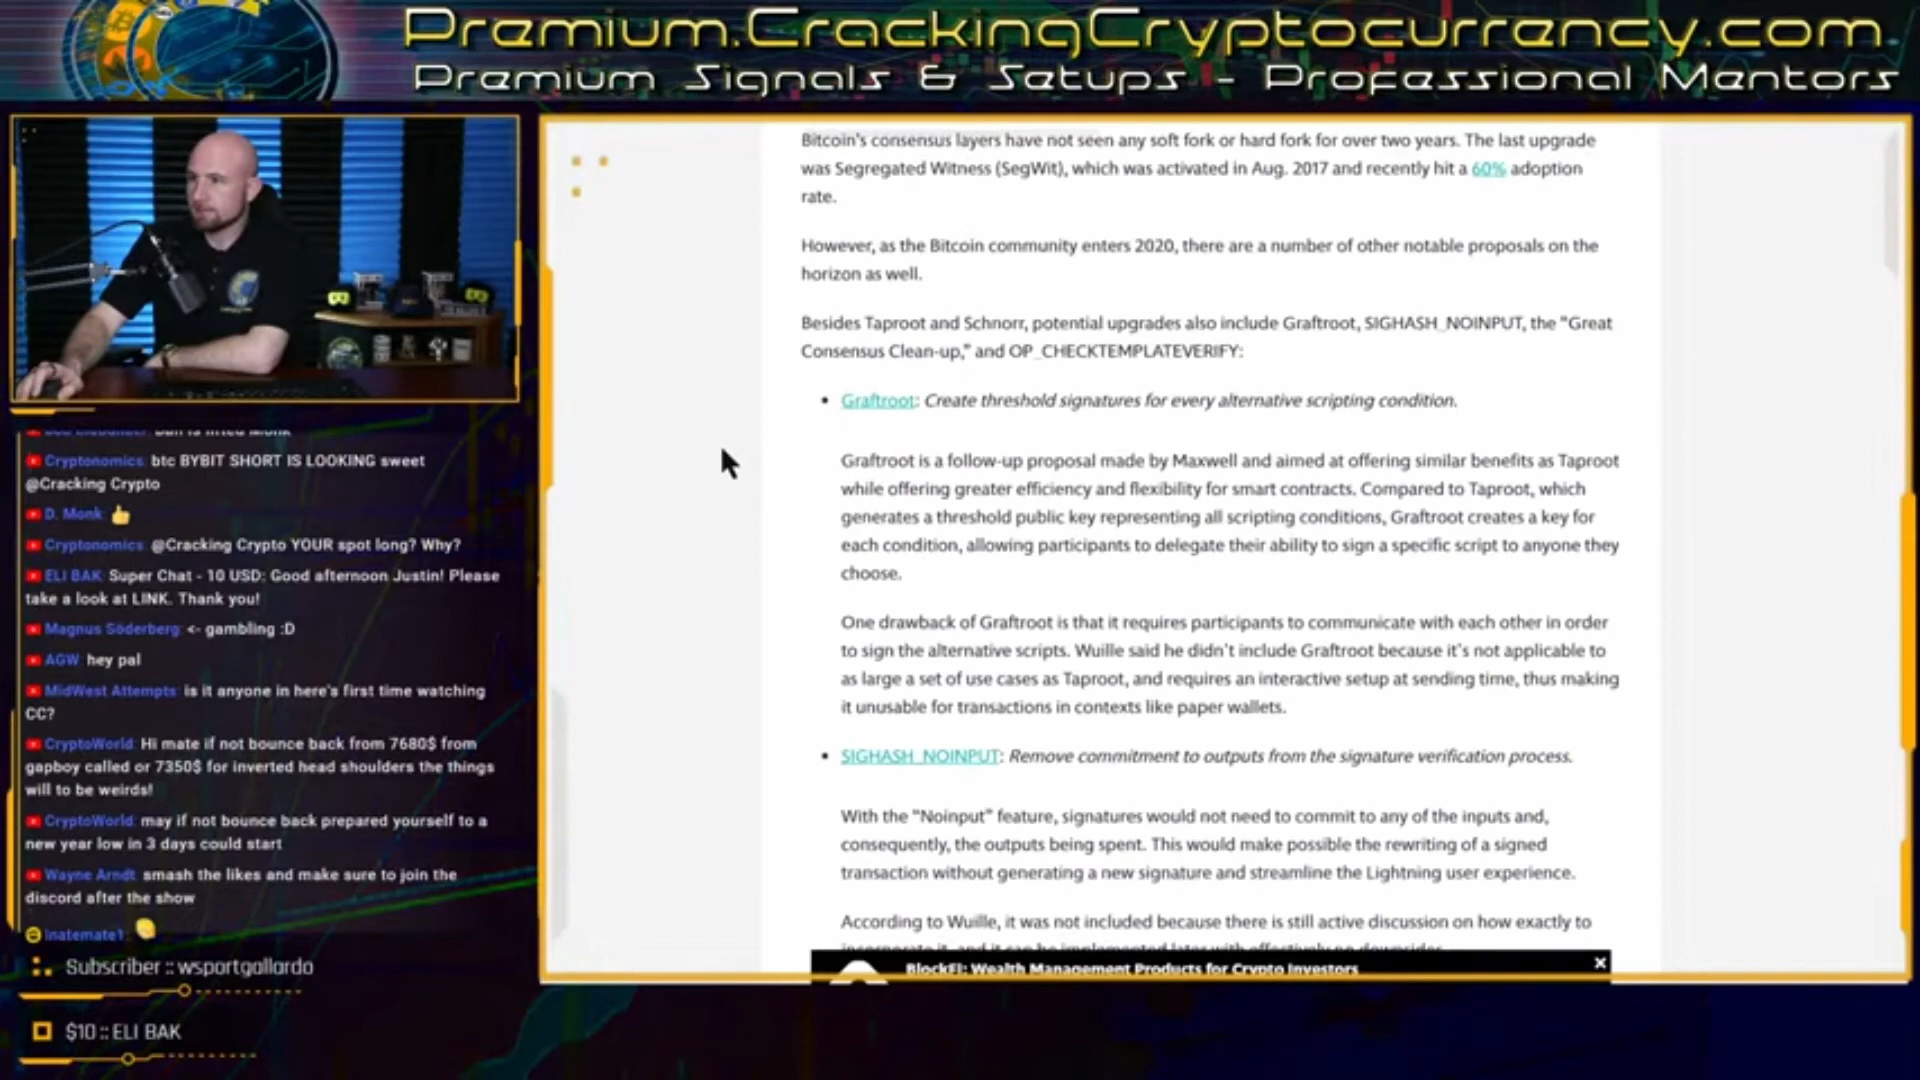 Premium.CrackingCryptocurrency.com
Premium Signals & Setups - Professional Mentors
Cryptonomics: btc BYBIT SHORT IS LOOKING sweet
@Cracking Crypto
D. Monk:
Cryptonomics: @Cracking Crypto YOUR spot long? Why?
ELI BAK: Super Chat - 10 USD: Good afternoon Justin! Please
take a look at LINK. Thank you!
Magnus Söderberg: <- gambling :D
AGW: hey pal
MidWest Attempts: is it anyone in here's first time watching
CC?
CryptoWorld: Hi mate if not bounce back from 7680$ from
gapboy called or 7350$ for inverted head shoulders the things
will to be weirds!
CryptoWorld: may if not bounce back prepared yourself to a
new year low in 3 days could start
Wayne Arndt: smash the likes and make sure to join the
discord after the show
inatemate1:
Subscriber :: wsportgallardo
$10 :: ELI BAK
Bitcoin's consensus layers have not seen any soft fork or hard fork for over two years. The last upgrade
was Segregated Witness (SegWit), which was activated in Aug. 2017 and recently hit a 60% adoption
rate.
However, as the Bitcoin community enters 2020, there are a number of other notable proposals on the
horizon as well.
Besides Taproot and Schnorr, potential upgrades also include Graftroot, SIGHASH_NOINPUT, the “Great
Consensus Clean-up,” and OP_CHECKTEMPLATEVERIFY:
• Graftroot: Create threshold signatures for every alternative scripting condition.
Graftroot is a follow-up proposal made by Maxwell and aimed at offering similar benefits as Taproot
while offering greater efficiency and flexibility for smart contracts. Compared to Taproot, which
generates a threshold public key representing all scripting conditions, Graftroot creates a key for
each condition, allowing participants to delegate their ability to sign a specific script to anyone they
choose.
One drawback of Graftroot is that it requires participants to communicate with each other in order
to sign the alternative scripts. Wuille said he didn't include Graftroot because it's not applicable to
as large a set of use cases as Taproot, and requires an interactive setup at sending time, thus making
it unusable for transactions in contexts like paper wallets.
• SIGHASH_NOINPUT: Remove commitment to outputs from the signature verification process.
With the “Noinput” feature, signatures would not need to commit to any of the inputs and,
consequently, the outputs being spent. This would make possible the rewriting of a signed
transaction without generating a new signature and streamline the Lightning user experience.
According to Wuille, it was not included because there is still active discussion on how exactly to
incorporate it, and it can be implemented later with effectively no downsides.
BlockFi: Wealth Management Products for Crypto Investors